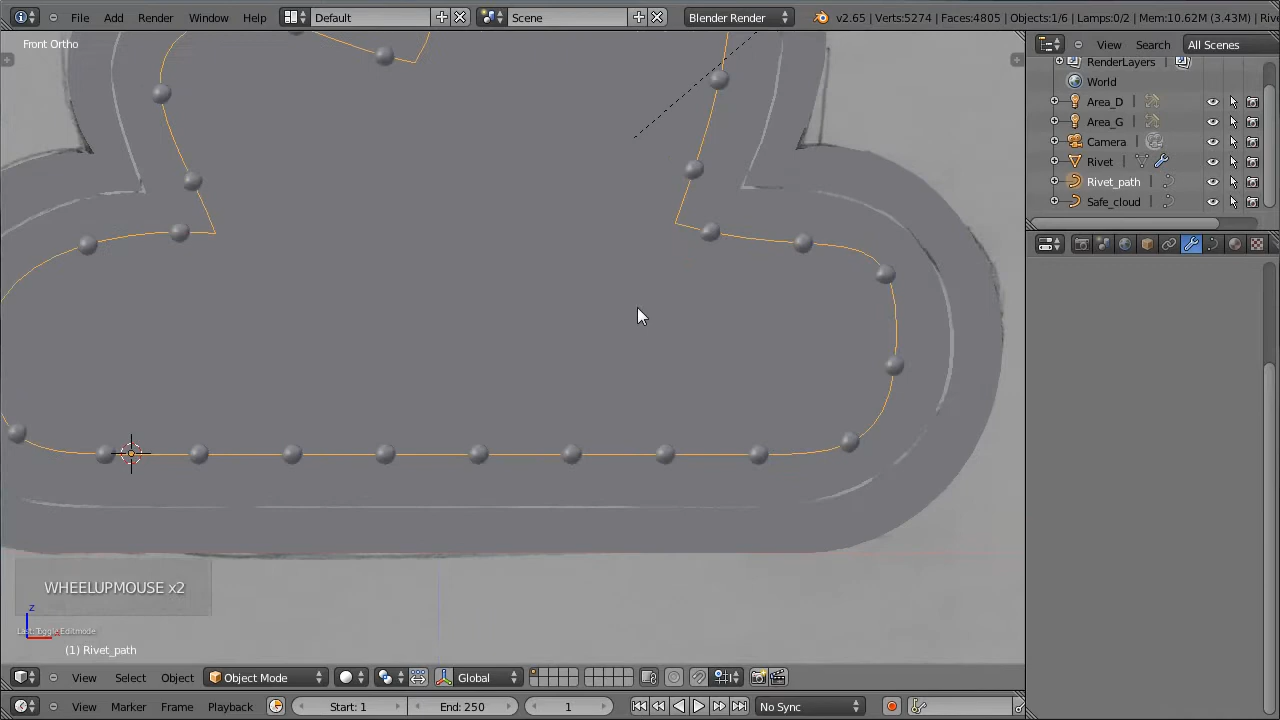 File Add Render Window Help Default Scene Blender Render v2.65 | Verts:5274 | Faces:4805 | Objects:1/6 | Lamps:0/2 | Mem:10.62M (3.43M) | Rivet_path
Front Ortho
View Search All Scenes
RenderLayers
World
Area_D
Area_G
Camera
Rivet
Rivet_path
Safe_cloud
WHEELUPMOUSE x2
z
Last: Toggle Editmode
(1) Rivet_path
View Select Object Object Mode Global
View Marker Frame Playback Start: 1 End: 250 1 No Sync